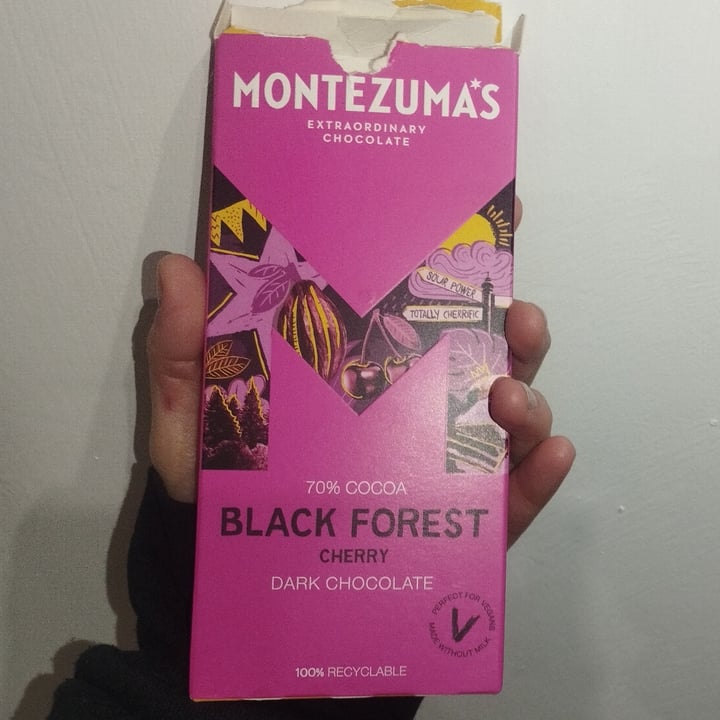 MONTEZUMA'S
EXTRAORDINARY
CHOCOLATE
SOUR POWER
TOTALLY CHERRIFIC
70% COCOA
BLACK FOREST
CHERRY
DARK CHOCOLATE
PERFECT FOR VEGANS
MADE WITHOUT MILK
V
100% RECYCLABLE